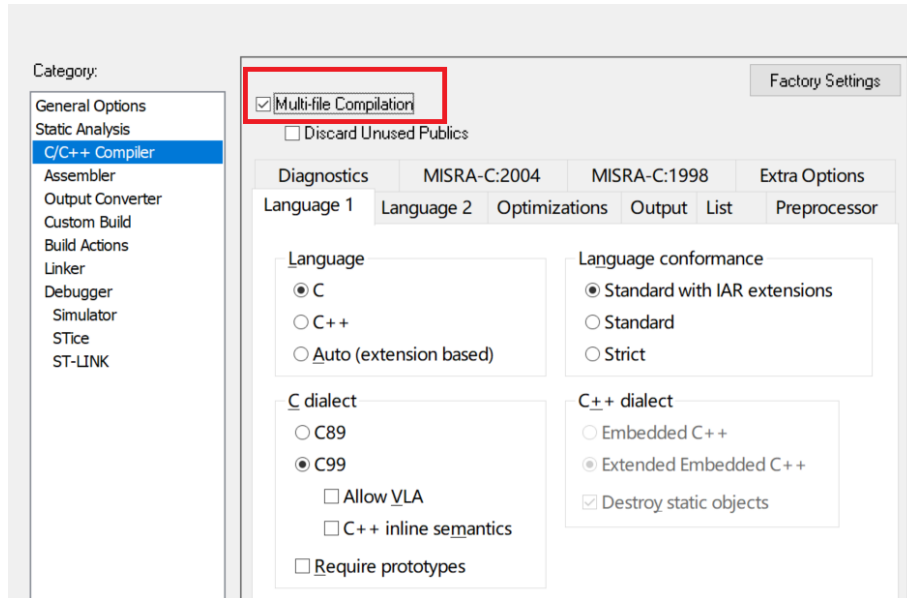 Category:
General Options
Static Analysis
C/C++ Compiler
Assembler
Output Converter
Custom Build
Build Actions
Linker
Debugger
Simulator
STice
ST-LINK
Factory Settings
Multi-file Compilation
Discard Unused Publics
Diagnostics MISRA-C:2004 MISRA-C:1998 Extra Options
Language 1 Language 2 Optimizations Output List Preprocessor
Language
C
C++
Auto (extension based)
Language conformance
Standard with IAR extensions
Standard
Strict
C dialect
C89
C99
Allow VLA
C++ inline semantics
Require prototypes
C++ dialect
Embedded C++
Extended Embedded C++
Destroy static objects